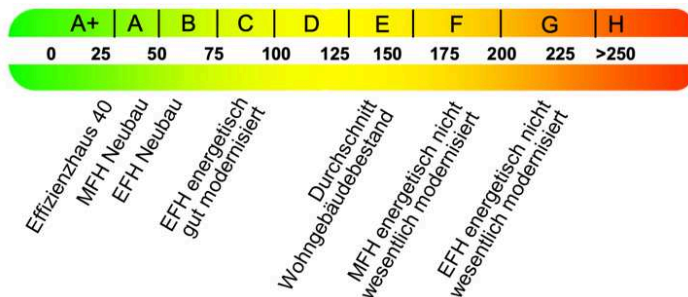 A+ A B C D E F G H
0 25 50 75 100 125 150 175 200 225 >250
Effizienzhaus 40
MFH Neubau
EFH Neubau
EFH energetisch
gut modernisiert
Durchschnitt
Wohngebäudebestand
MFH energetisch nicht
wesentlich modernisiert
EFH energetisch nicht
wesentlich modernisiert